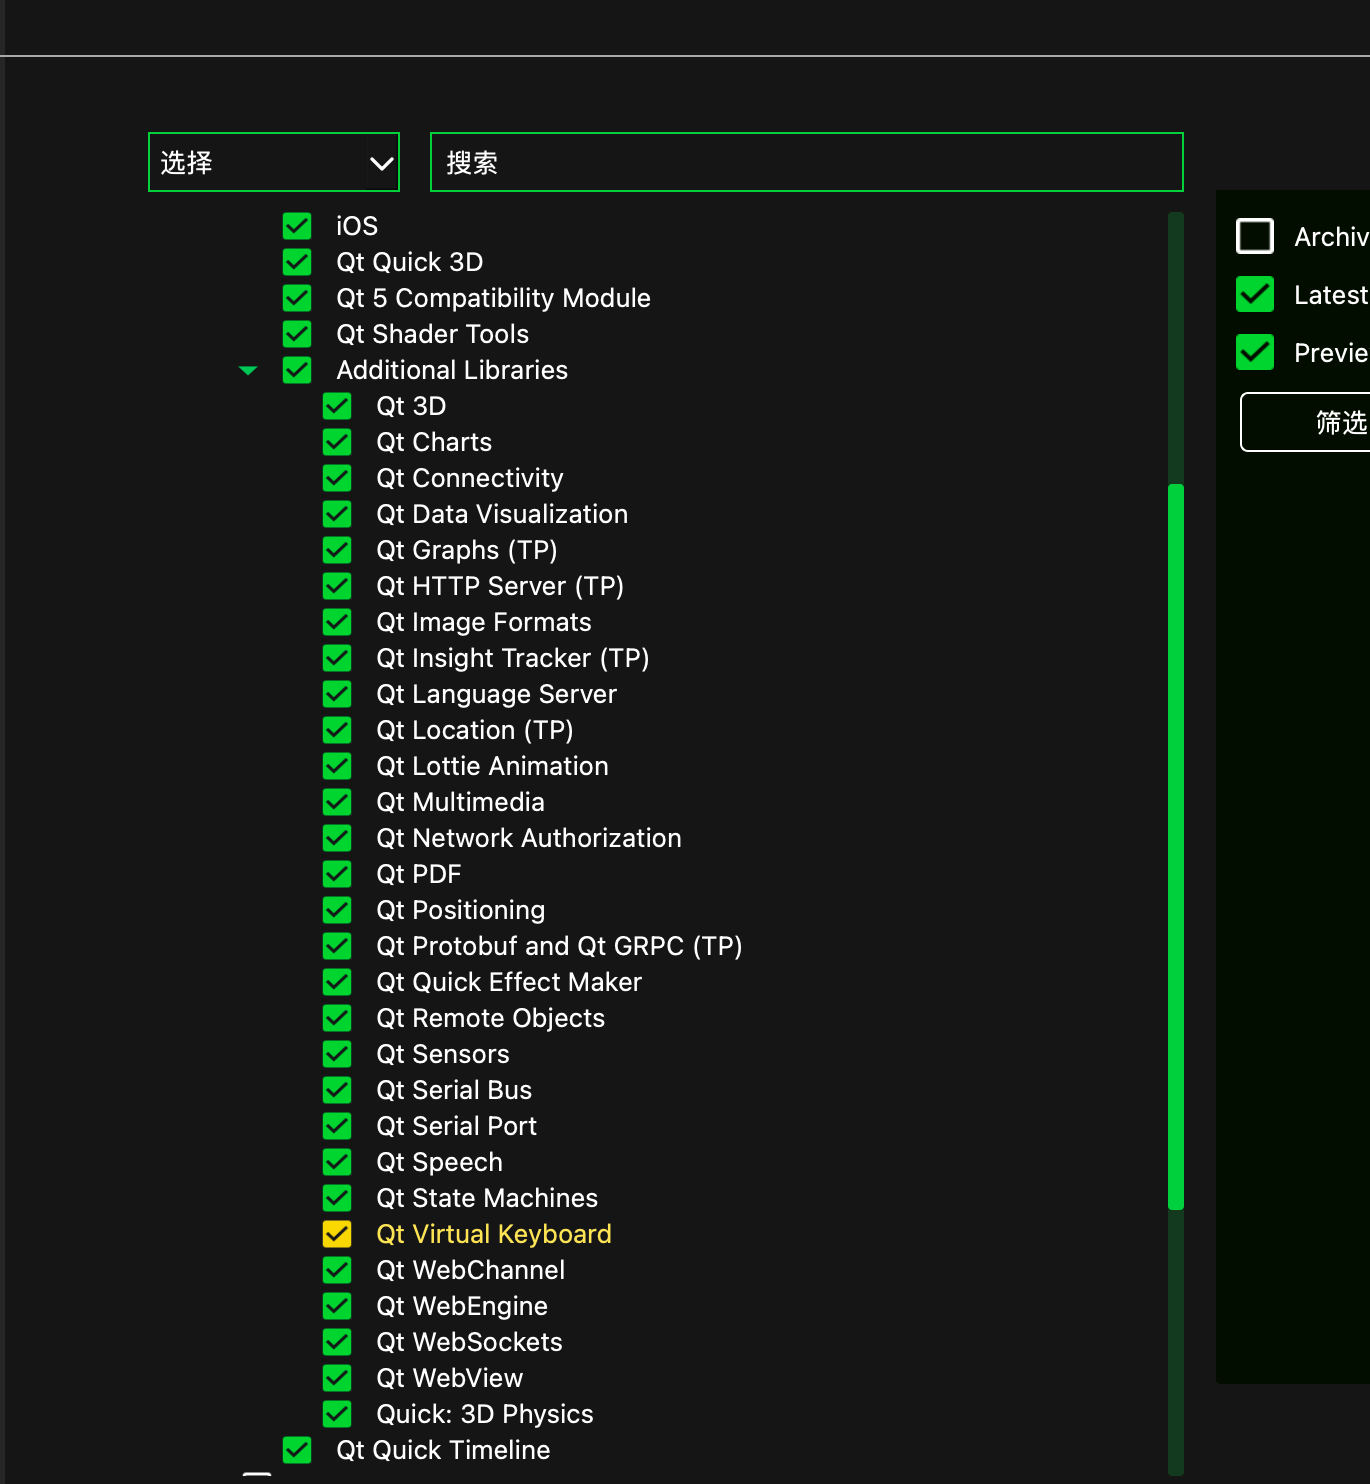 选择
搜索
iOS
Qt Quick 3D
Qt 5 Compatibility Module
Qt Shader Tools
Additional Libraries
Qt 3D
Qt Charts
Qt Connectivity
Qt Data Visualization
Qt Graphs (TP)
Qt HTTP Server (TP)
Qt Image Formats
Qt Insight Tracker (TP)
Qt Language Server
Qt Location (TP)
Qt Lottie Animation
Qt Multimedia
Qt Network Authorization
Qt PDF
Qt Positioning
Qt Protobuf and Qt GRPC (TP)
Qt Quick Effect Maker
Qt Remote Objects
Qt Sensors
Qt Serial Bus
Qt Serial Port
Qt Speech
Qt State Machines
Qt Virtual Keyboard
Qt WebChannel
Qt WebEngine
Qt WebSockets
Qt WebView
Quick: 3D Physics
Qt Quick Timeline
Archiv
Latest
Previe
筛选